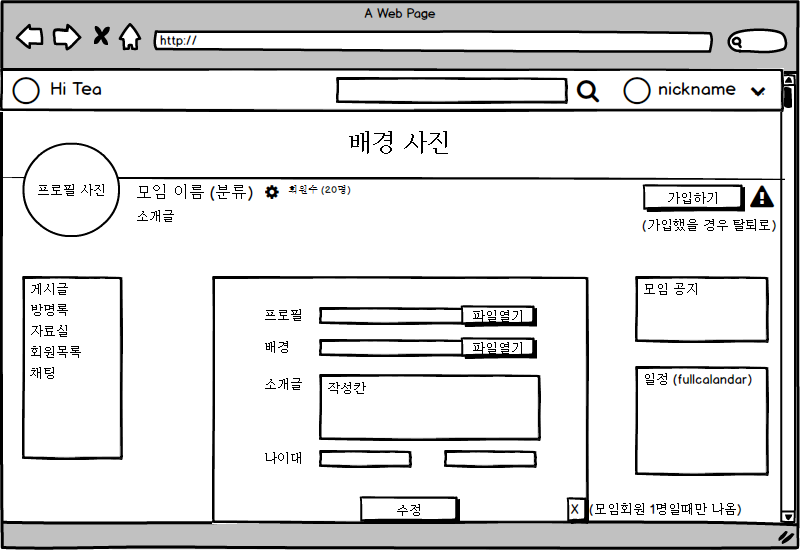 A Web Page
http://
Hi Tea
nickname
배경 사진
프로필 사진
모임 이름 (분류)
회원수 (20명)
소개글
가입하기
(가입했을 경우 탈퇴로)
게시글
방명록
자료실
회원목록
채팅
프로필
파일열기
배경
파일열기
소개글
작성칸
나이대
수정
X
(모임회원 1명일때만 나옴)
모임 공지
일정 (fullcalandar)